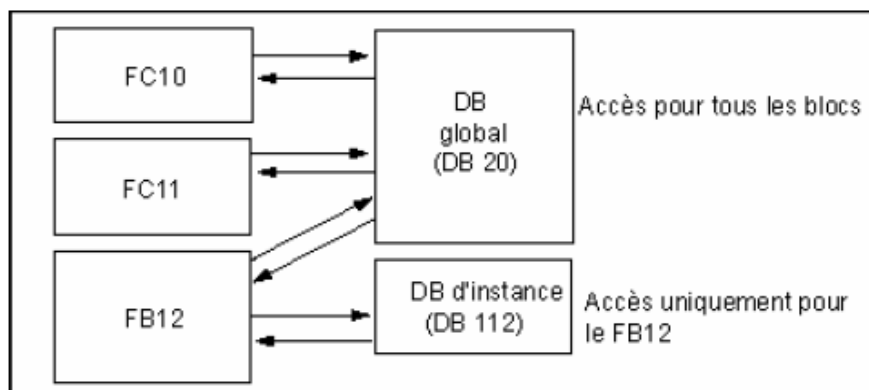 FC10
FC11
FB12
DB
global
(DB 20)
Accès pour tous les blocs
DB d'instance
(DB 112)
Accès uniquement pour
le FB12